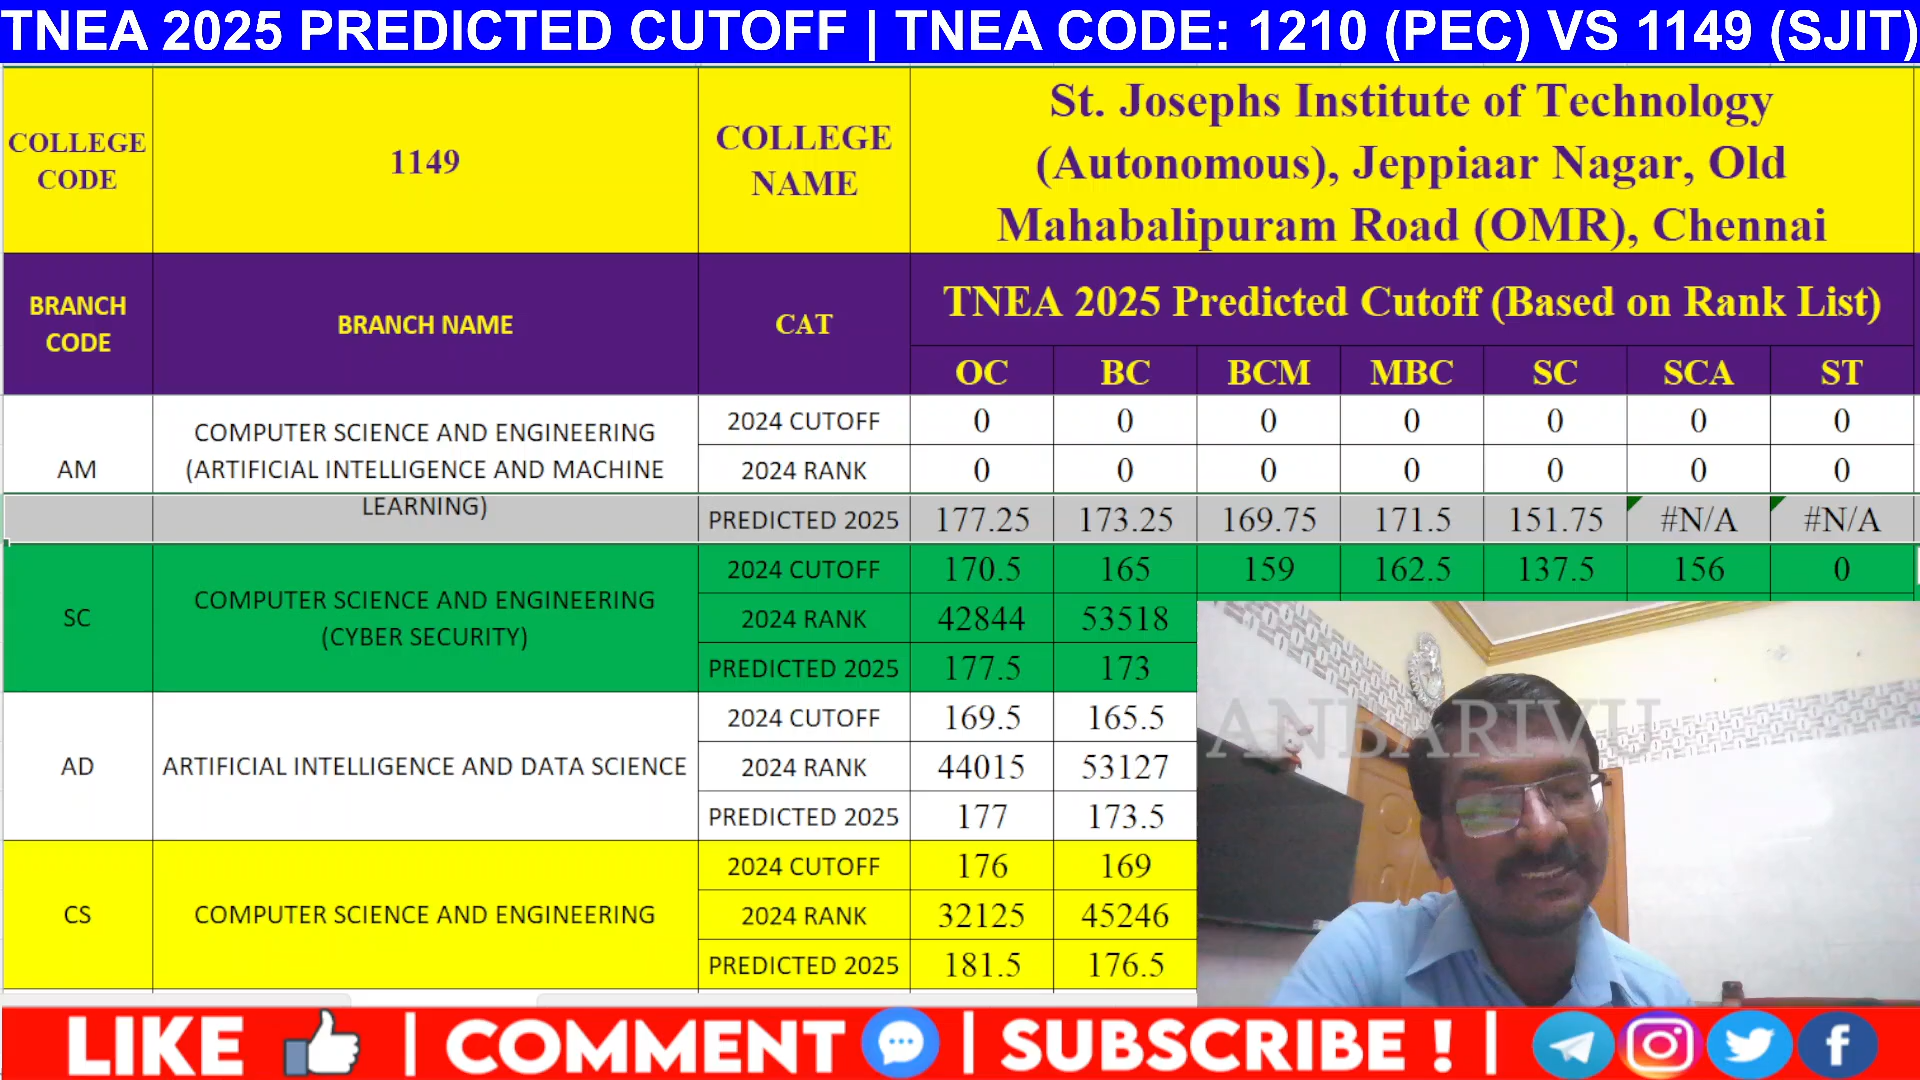 TNEA 2025 PREDICTED CUTOFF | TNEA CODE: 1210 (PEC) VS 1149 (SJIT)
COLLEGE CODE 1149 COLLEGE NAME St. Josephs Institute of Technology (Autonomous), Jeppiaar Nagar, Old Mahabalipuram Road (OMR), Chennai
BRANCH CODE BRANCH NAME CAT TNEA 2025 Predicted Cutoff (Based on Rank List)
OC BC BCM MBC SC SCA ST
AM COMPUTER SCIENCE AND ENGINEERING (ARTIFICIAL INTELLIGENCE AND MACHINE LEARNING)
2024 CUTOFF 0 0 0 0 0 0 0
2024 RANK 0 0 0 0 0 0 0
PREDICTED 2025 177.25 173.25 169.75 171.5 151.75 #N/A #N/A
SC COMPUTER SCIENCE AND ENGINEERING (CYBER SECURITY)
2024 CUTOFF 170.5 165 159 162.5 137.5 156 0
2024 RANK 42844 53518
PREDICTED 2025 177.5 173
AD ARTIFICIAL INTELLIGENCE AND DATA SCIENCE
2024 CUTOFF 169.5 165.5
2024 RANK 44015 53127
PREDICTED 2025 177 173.5
CS COMPUTER SCIENCE AND ENGINEERING
2024 CUTOFF 176 169
2024 RANK 32125 45246
PREDICTED 2025 181.5 176.5
ANBARIVU
LIKE | COMMENT | SUBSCRIBE ! |